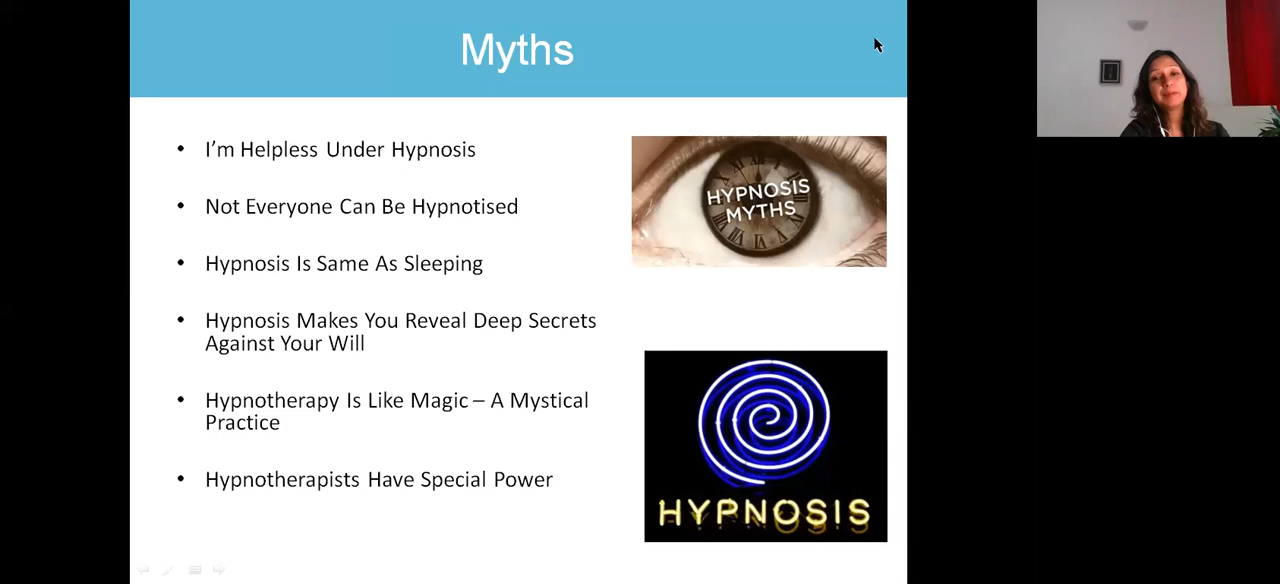 Myths
• I’m Helpless Under Hypnosis
• Not Everyone Can Be Hypnotised
• Hypnosis Is Same As Sleeping
• Hypnosis Makes You Reveal Deep Secrets
Against Your Will
• Hypnotherapy Is Like Magic – A Mystical
Practice
• Hypnotherapists Have Special Power
HYPNOSIS
MYTHS
HYPNOSIS